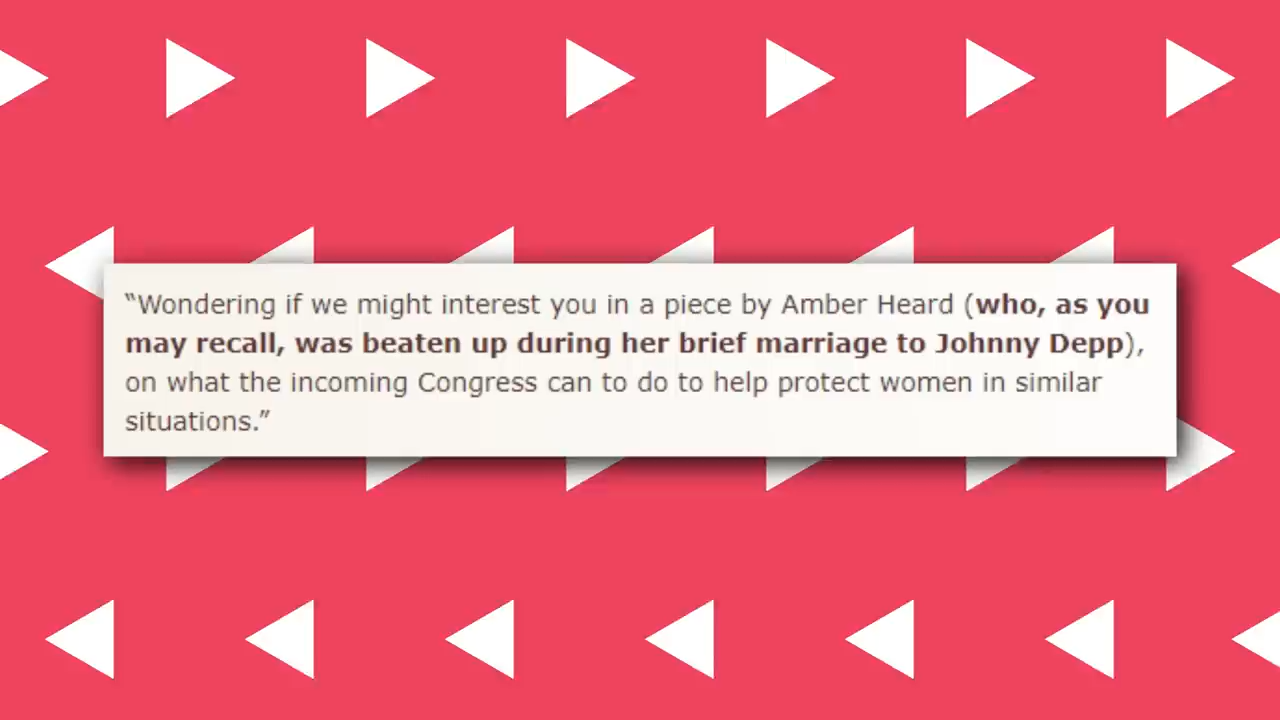 “Wondering if we might interest you in a piece by Amber Heard (who, as you
may recall, was beaten up during her brief marriage to Johnny Depp),
on what the incoming Congress can to do to help protect women in similar
situations.”